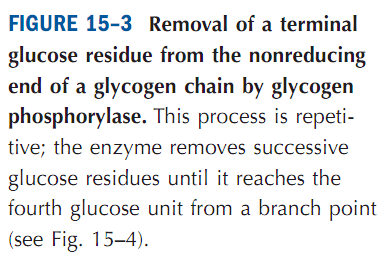 FIGURE 15–3 Removal of a terminal
glucose residue from the nonreducing
end of a glycogen chain by glycogen
phosphorylase. This process is repeti-
tive; the enzyme removes successive
glucose residues until it reaches the
fourth glucose unit from a branch point
(see Fig. 15–4).